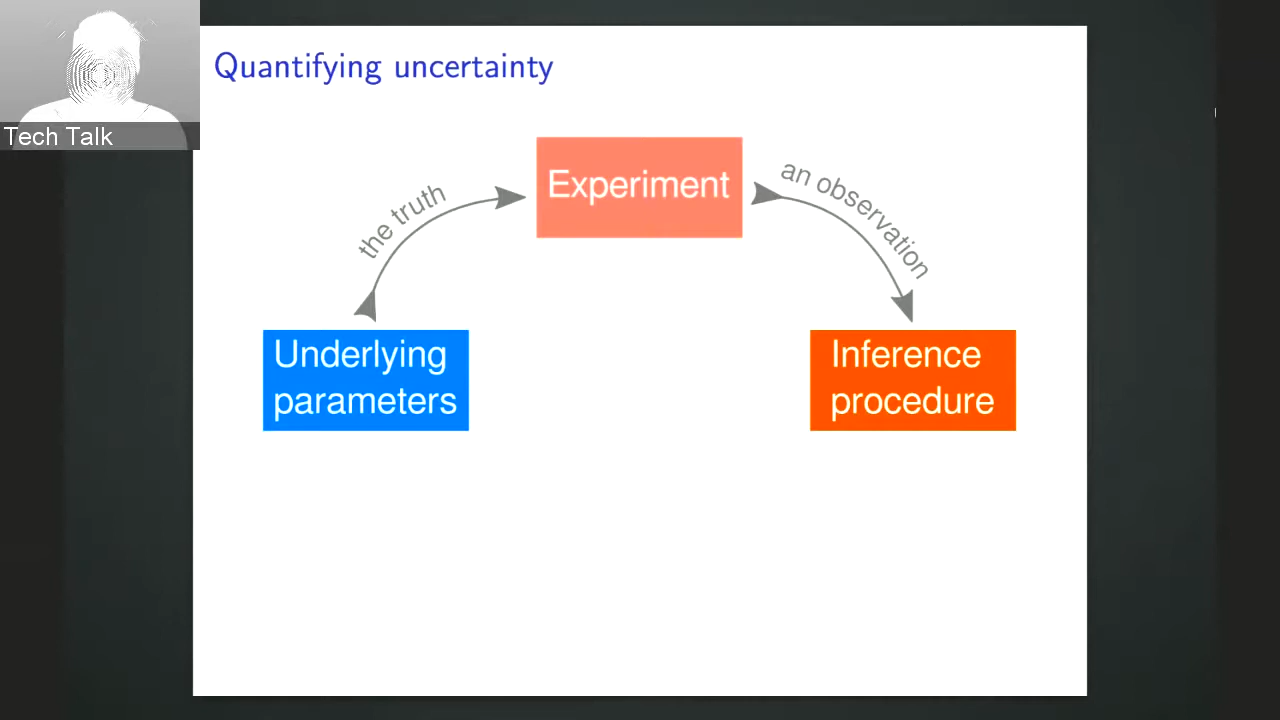 Quantifying uncertainty
Tech Talk
Experiment
the truth
an observation
Underlying
parameters
Inference
procedure